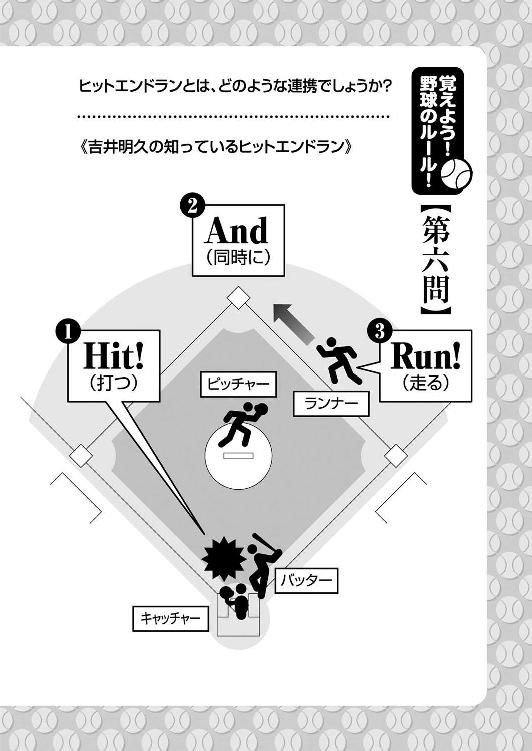 覚えよう!
野球のルール!
【第六問】
ヒットエンドランとは、どのような連携でしょうか?
《吉井明久の知っているヒットエンドラン》
2
And
(同時に)
1
Hit!
(打つ)
3
Run!
(走る)
ピッチャー
ランナー
バッター
キャッチャー